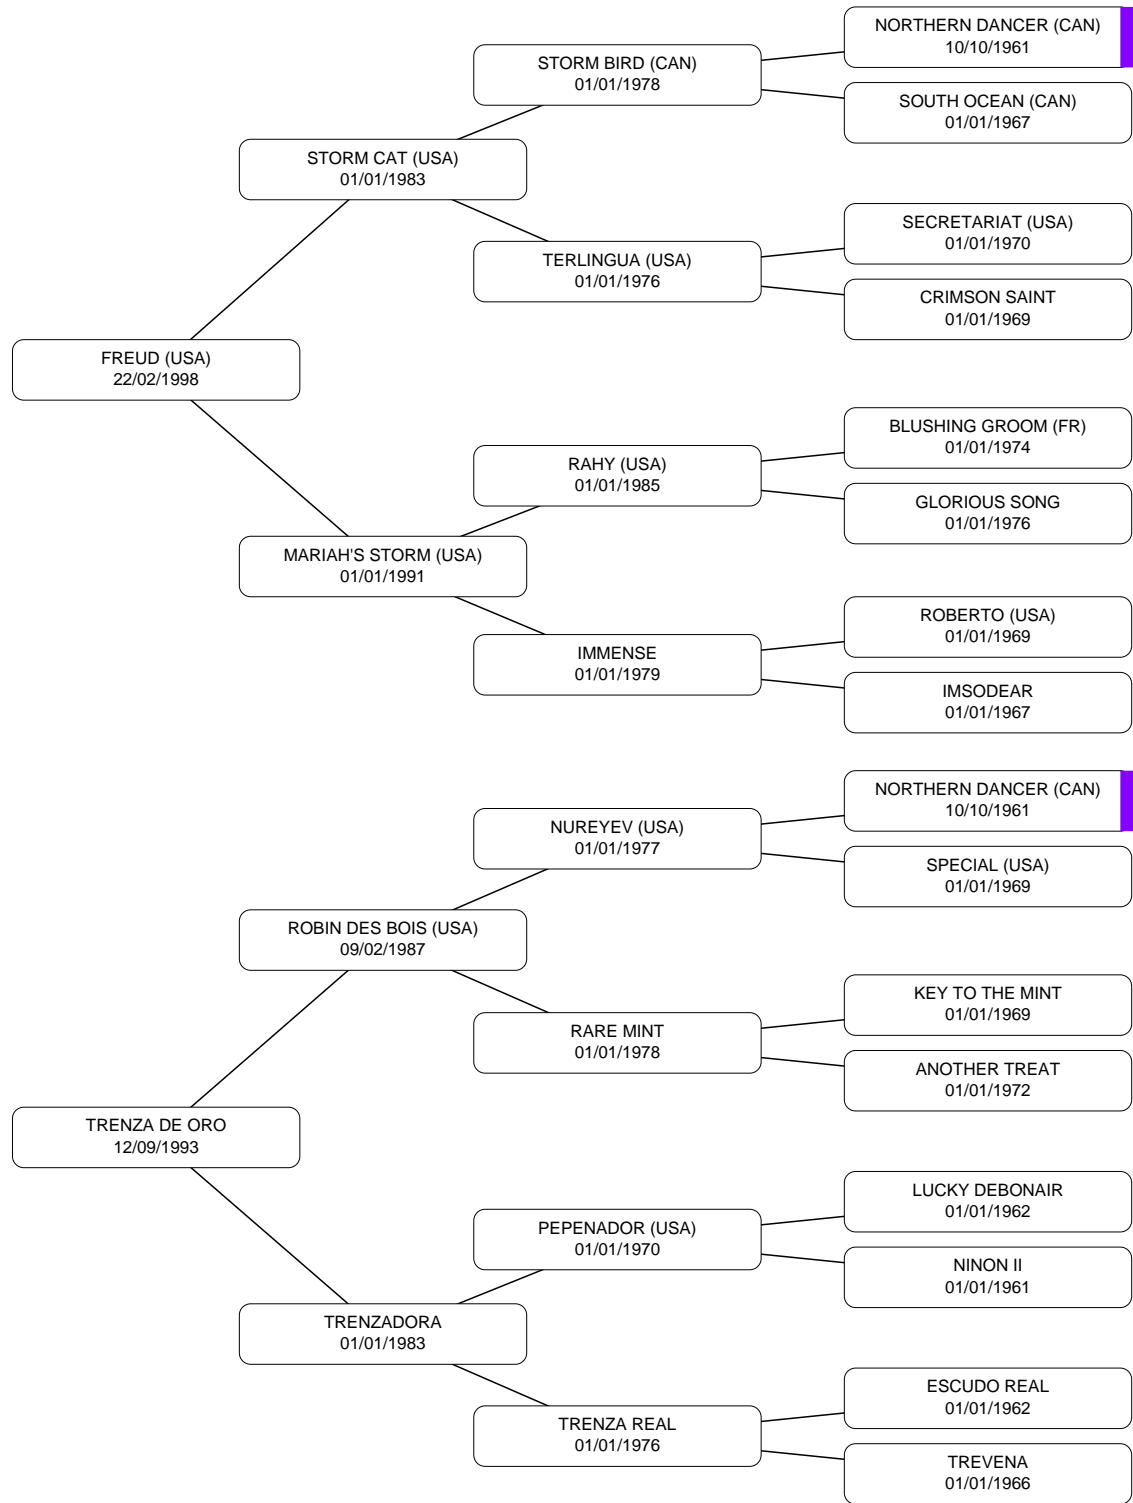 NORTHERN DANCER (CAN)
10/10/1961
STORM BIRD (CAN)
01/01/1978
SOUTH OCEAN (CAN)
01/01/1967
STORM CAT (USA)
01/01/1983
SECRETARIAT (USA)
01/01/1970
TERLINGUA (USA)
01/01/1976
CRIMSON SAINT
01/01/1969
FREUD (USA)
22/02/1998
BLUSHING GROOM (FR)
01/01/1974
RAHY (USA)
01/01/1985
GLORIOUS SONG
01/01/1976
MARIAH'S STORM (USA)
01/01/1991
ROBERTO (USA)
01/01/1969
IMMENSE
01/01/1979
IMSODEAR
01/01/1967
NORTHERN DANCER (CAN)
10/10/1961
NUREYEV (USA)
01/01/1977
SPECIAL (USA)
01/01/1969
ROBIN DES BOIS (USA)
09/02/1987
KEY TO THE MINT
01/01/1969
RARE MINT
01/01/1978
ANOTHER TREAT
01/01/1972
TRENZA DE ORO
12/09/1993
LUCKY DEBONAIR
01/01/1962
PEPENADOR (USA)
01/01/1970
NINON II
01/01/1961
TRENZADORA
01/01/1983
ESCUDO REAL
01/01/1962
TRENZA REAL
01/01/1976
TREVENA
01/01/1966